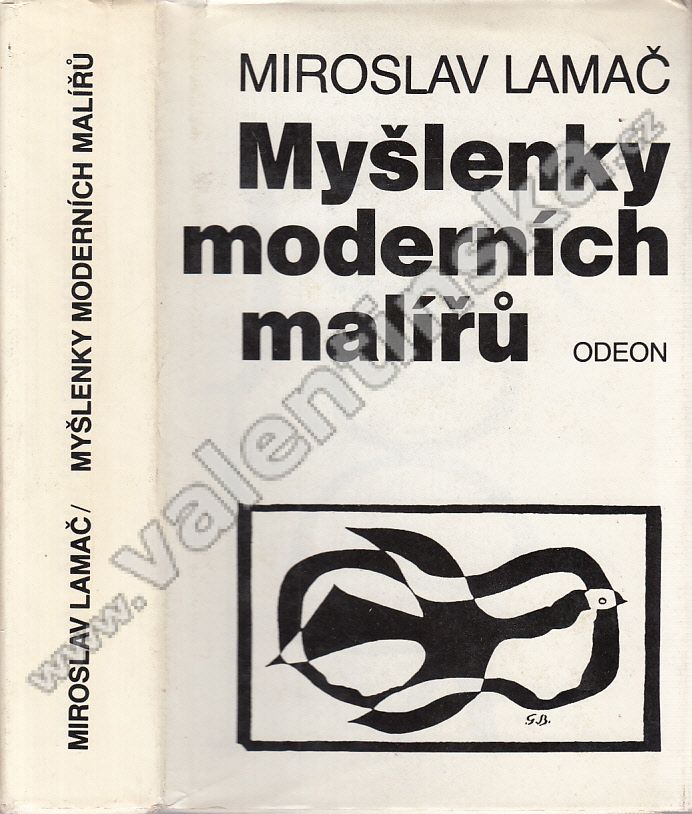 MIROSLAV LAMAČ
Myšlenky
moderních
malířů
ODEON
G.B.
MIROSLAV LAMAČ/ MYŠLENKY MODERNÍCH MALÍŘŮ
www.valentinska.cz